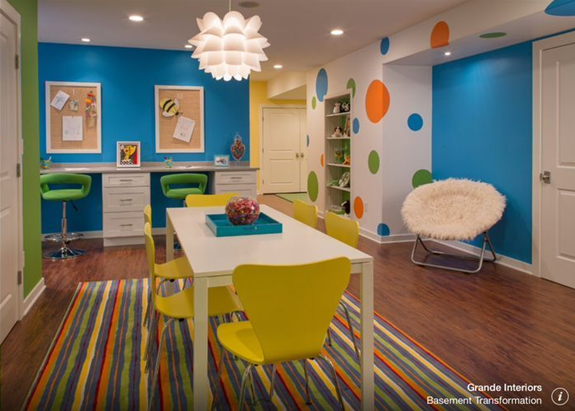 Grande Interiors
Basement Transformation
i